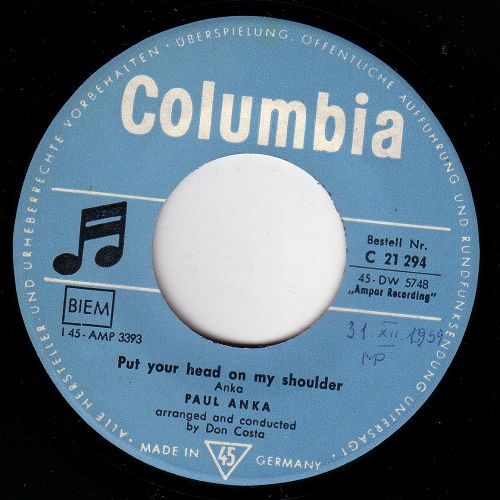 ALLE HERSTELLER UND URHEBERRECHTE VORBEHALTEN · ÜBERSPIELUNG, ÖFFENTLICHE AUFFÜHRUNG UND RUNDFUNKSENDUNG UNTERSAGT ·
Columbia
Bestell Nr.
C 21 294
45-DW 5748
„Ampar Recording"
BIEM
I 45-AMP 3393
31. XII. 1959
MP
Put your head on my shoulder
Anka
PAUL ANKA
arranged and conducted
by Don Costa
MADE IN 45 GERMANY